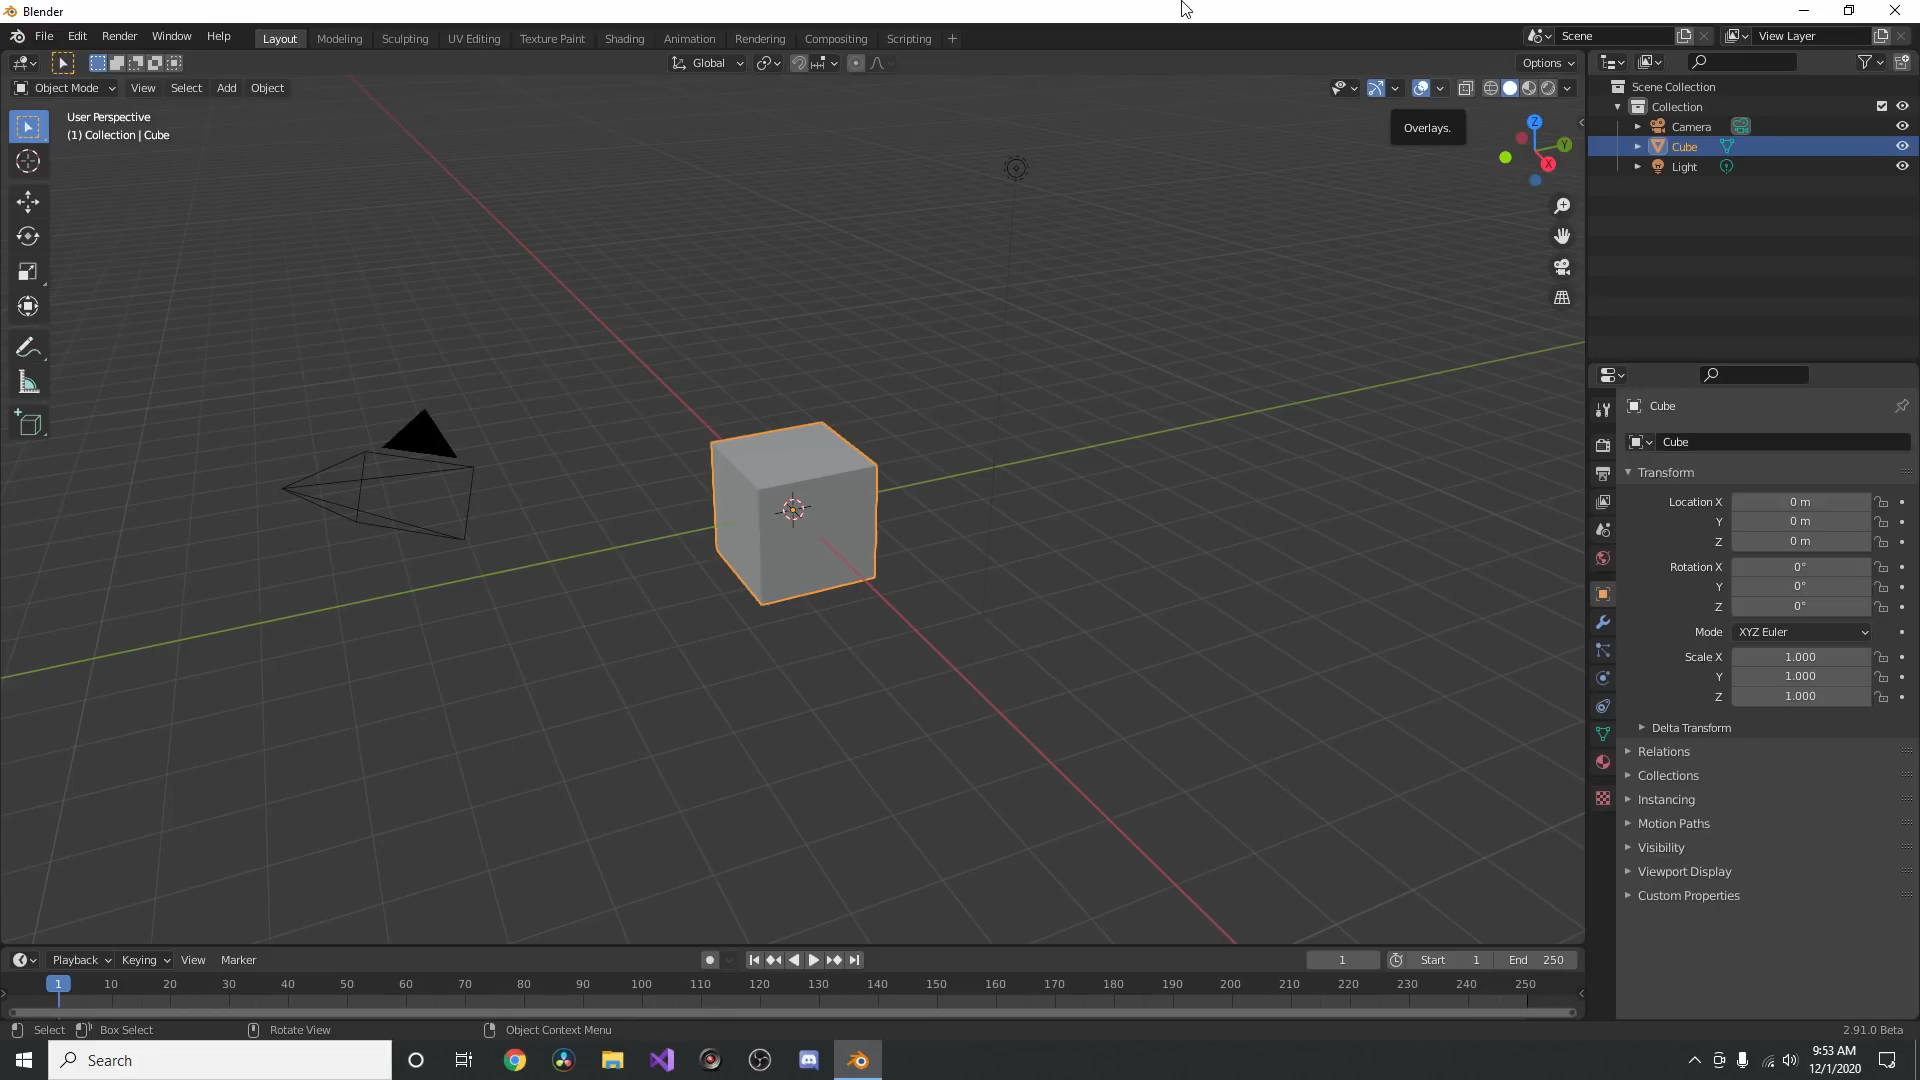 Blender
File Edit Render Window Help
Layout Modeling Sculpting UV Editing Texture Paint Shading Animation Rendering Compositing Scripting +
Scene
View Layer
Global
Options
Object Mode View Select Add Object
User Perspective
(1) Collection | Cube
Overlays.
Z
Y
X
Scene Collection
Collection
Camera
Cube
Light
Cube
Cube
Transform
Location X 0 m
Y 0 m
Z 0 m
Rotation X 0°
Y 0°
Z 0°
Mode XYZ Euler
Scale X 1.000
Y 1.000
Z 1.000
Delta Transform
Relations
Collections
Instancing
Motion Paths
Visibility
Viewport Display
Custom Properties
Playback Keying View Marker
1 Start 1 End 250
1 10 20 30 40 50 60 70 80 90 100 110 120 130 140 150 160 170 180 190 200 210 220 230 240 250
Select Box Select Rotate View Object Context Menu
2.91.0 Beta
Search
9:53 AM
12/1/2020